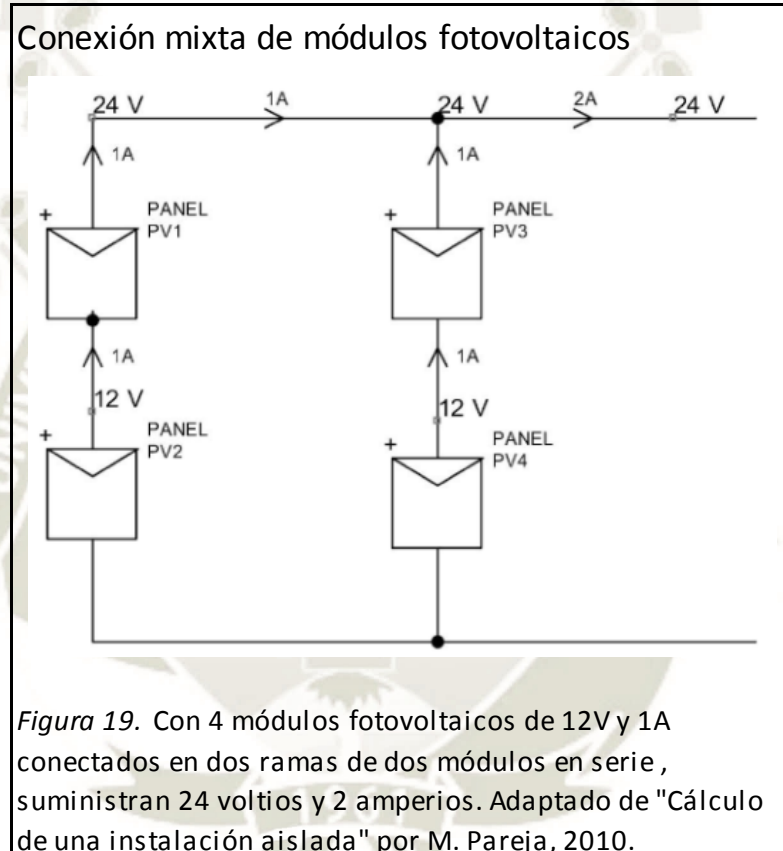 Conexión mixta de módulos fotovoltaicos
24 V 1A 24 V 2A 24 V
1A 1A
+ PANEL + PANEL
PV1 PV3
1A 1A
12 V 12 V
+ PANEL + PANEL
PV2 PV4
Figura 19. Con 4 módulos fotovoltaicos de 12V y 1A
conectados en dos ramas de dos módulos en serie ,
suministran 24 voltios y 2 amperios. Adaptado de "Cálculo
de una instalación aislada" por M. Pareja, 2010.